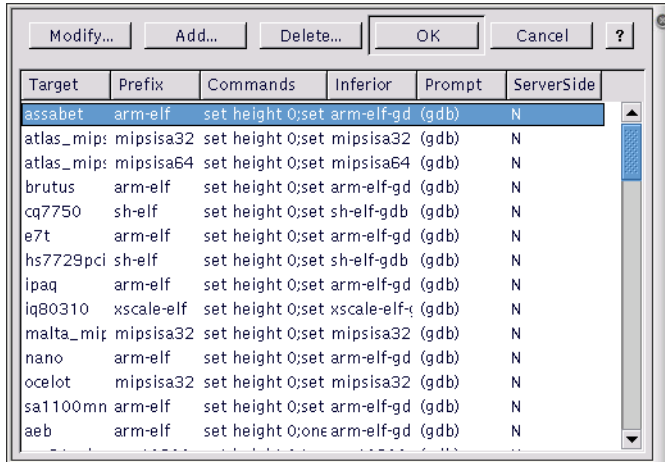 Modify... Add... Delete... OK Cancel ?
Target Prefix Commands Inferior Prompt ServerSide
assabet arm-elf set height 0;set arm-elf-gd (gdb) N
atlas_mips mipsisa32 set height 0;set mipsisa32 (gdb) N
atlas_mips mipsisa64 set height 0;set mipsisa64 (gdb) N
brutus arm-elf set height 0;set arm-elf-gd (gdb) N
cq7750 sh-elf set height 0;set sh-elf-gdb (gdb) N
e7t arm-elf set height 0;set arm-elf-gd (gdb) N
hs7729pci sh-elf set height 0;set sh-elf-gdb (gdb) N
ipaq arm-elf set height 0;set arm-elf-gd (gdb) N
iq80310 xscale-elf set height 0;set xscale-elf-g (gdb) N
malta_mip mipsisa32 set height 0;set mipsisa32 (gdb) N
nano arm-elf set height 0;set arm-elf-gd (gdb) N
ocelot mipsisa32 set height 0;set mipsisa32 (gdb) N
sa1100mn arm-elf set height 0;set arm-elf-gd (gdb) N
aeb arm-elf set height 0;one arm-elf-gd (gdb) N